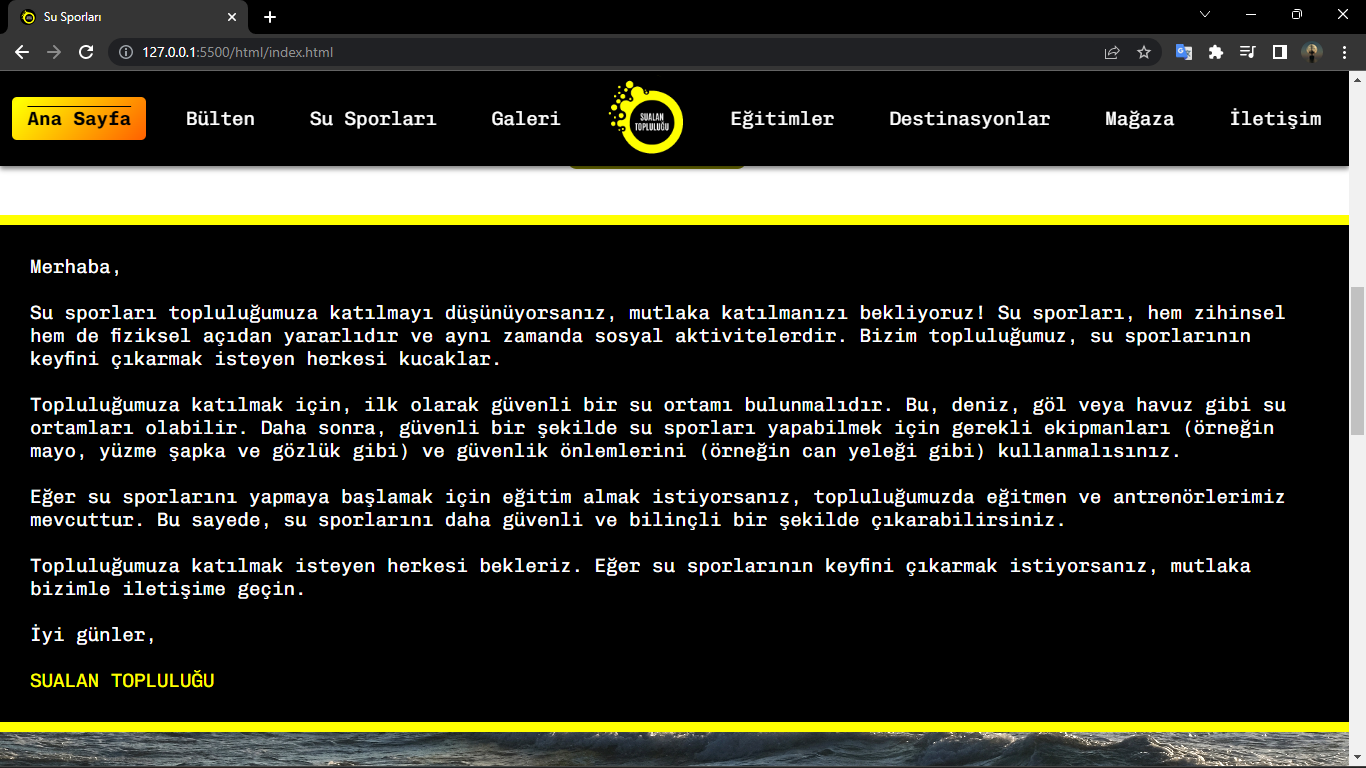 Su Sporları
127.0.0.1:5500/html/index.html
Ana Sayfa Bülten Su Sporları Galeri SUALAN TOPLULUĞU Eğitimler Destinasyonlar Mağaza İletişim
Merhaba,
Su sporları topluluğumuza katılmayı düşünüyorsanız, mutlaka katılmanızı bekliyoruz! Su sporları, hem zihinsel
hem de fiziksel açıdan yararlıdır ve aynı zamanda sosyal aktivitelerdir. Bizim topluluğumuz, su sporlarının
keyfini çıkarmak isteyen herkesi kucaklar.
Topluluğumuza katılmak için, ilk olarak güvenli bir su ortamı bulunmalıdır. Bu, deniz, göl veya havuz gibi su
ortamları olabilir. Daha sonra, güvenli bir şekilde su sporları yapabilmek için gerekli ekipmanları (örneğin
mayo, yüzme şapka ve gözlük gibi) ve güvenlik önlemlerini (örneğin can yeleği gibi) kullanmalısınız.
Eğer su sporlarını yapmaya başlamak için eğitim almak istiyorsanız, topluluğumuzda eğitmen ve antrenörlerimiz
mevcuttur. Bu sayede, su sporlarını daha güvenli ve bilinçli bir şekilde çıkarabilirsiniz.
Topluluğumuza katılmak isteyen herkesi bekleriz. Eğer su sporlarının keyfini çıkarmak istiyorsanız, mutlaka
bizimle iletişime geçin.
İyi günler,
SUALAN TOPLULUĞU